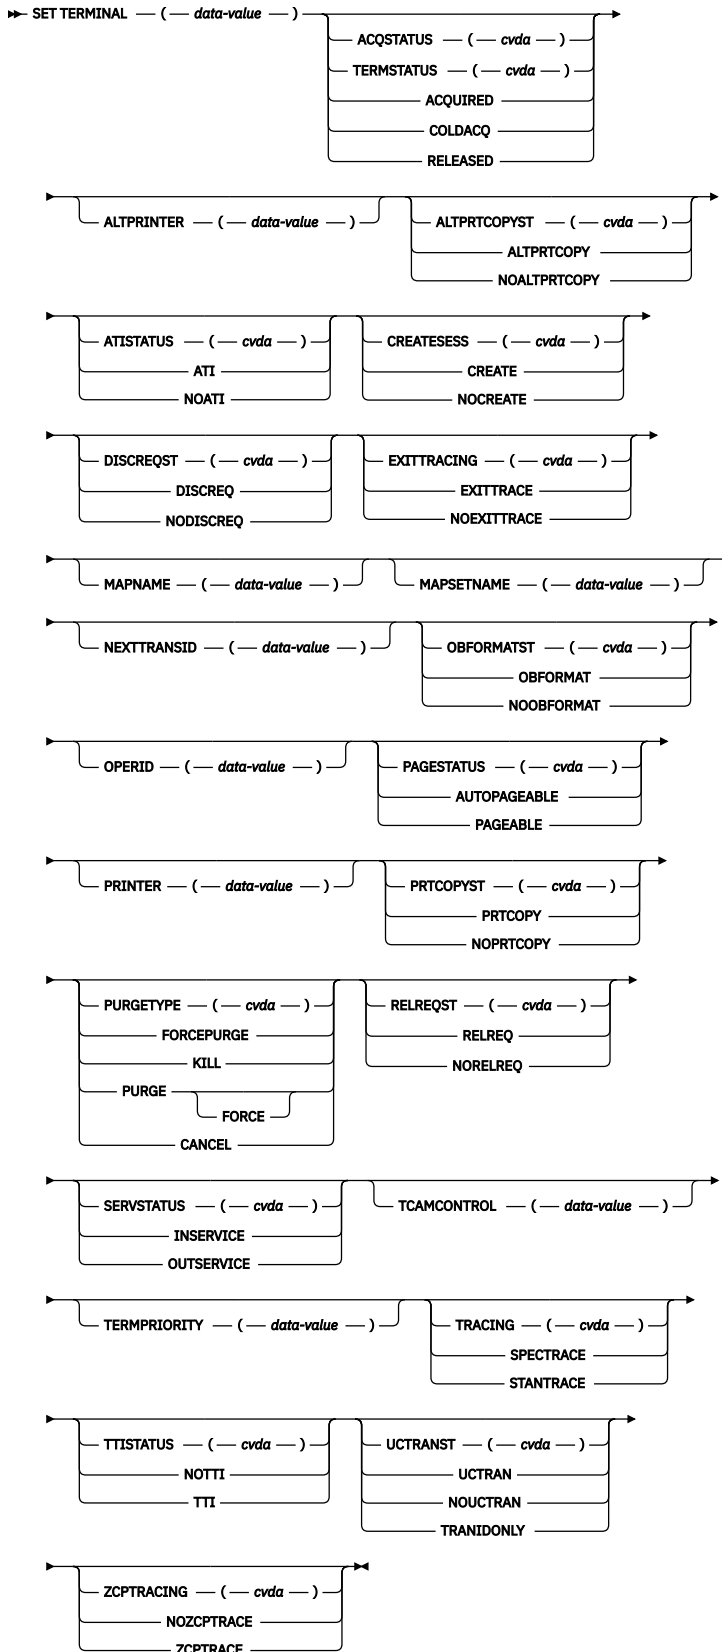 SET TERMINAL ( data-value )
ACQSTATUS ( cvda )
TERMSTATUS ( cvda )
ACQUIRED
COLDACQ
RELEASED
ALTPRINTER ( data-value )
ALTPRTCOPYST ( cvda )
ALTPRTCOPY
NOALTPRTCOPY
ATISTATUS ( cvda )
ATI
NOATI
CREATESESS ( cvda )
CREATE
NOCREATE
DISCREQST ( cvda )
DISCREQ
NODISCREQ
EXITTRACING ( cvda )
EXITTRACE
NOEXITTRACE
MAPNAME ( data-value )
MAPSETNAME ( data-value )
NEXTTRANSID ( data-value )
OBFORMATST ( cvda )
OBFORMAT
NOOBFORMAT
OPERID ( data-value )
PAGESTATUS ( cvda )
AUTOPAGEABLE
PAGEABLE
PRINTER ( data-value )
PRTCOPYST ( cvda )
PRTCOPY
NOPRTCOPY
PURGETYPE ( cvda )
FORCEPURGE
KILL
PURGE
FORCE
CANCEL
RELREQST ( cvda )
RELREQ
NORELREQ
SERVSTATUS ( cvda )
INSERVICE
OUTSERVICE
TCAMCONTROL ( data-value )
TERMPRIORITY ( data-value )
TRACING ( cvda )
SPECTRACE
STANTRACE
TTISTATUS ( cvda )
NOTTI
TTI
UCTRANST ( cvda )
UCTRAN
NOUCTRAN
TRANIDONLY
ZCPTRACING ( cvda )
NOZCPTRACE
ZCPTRACE